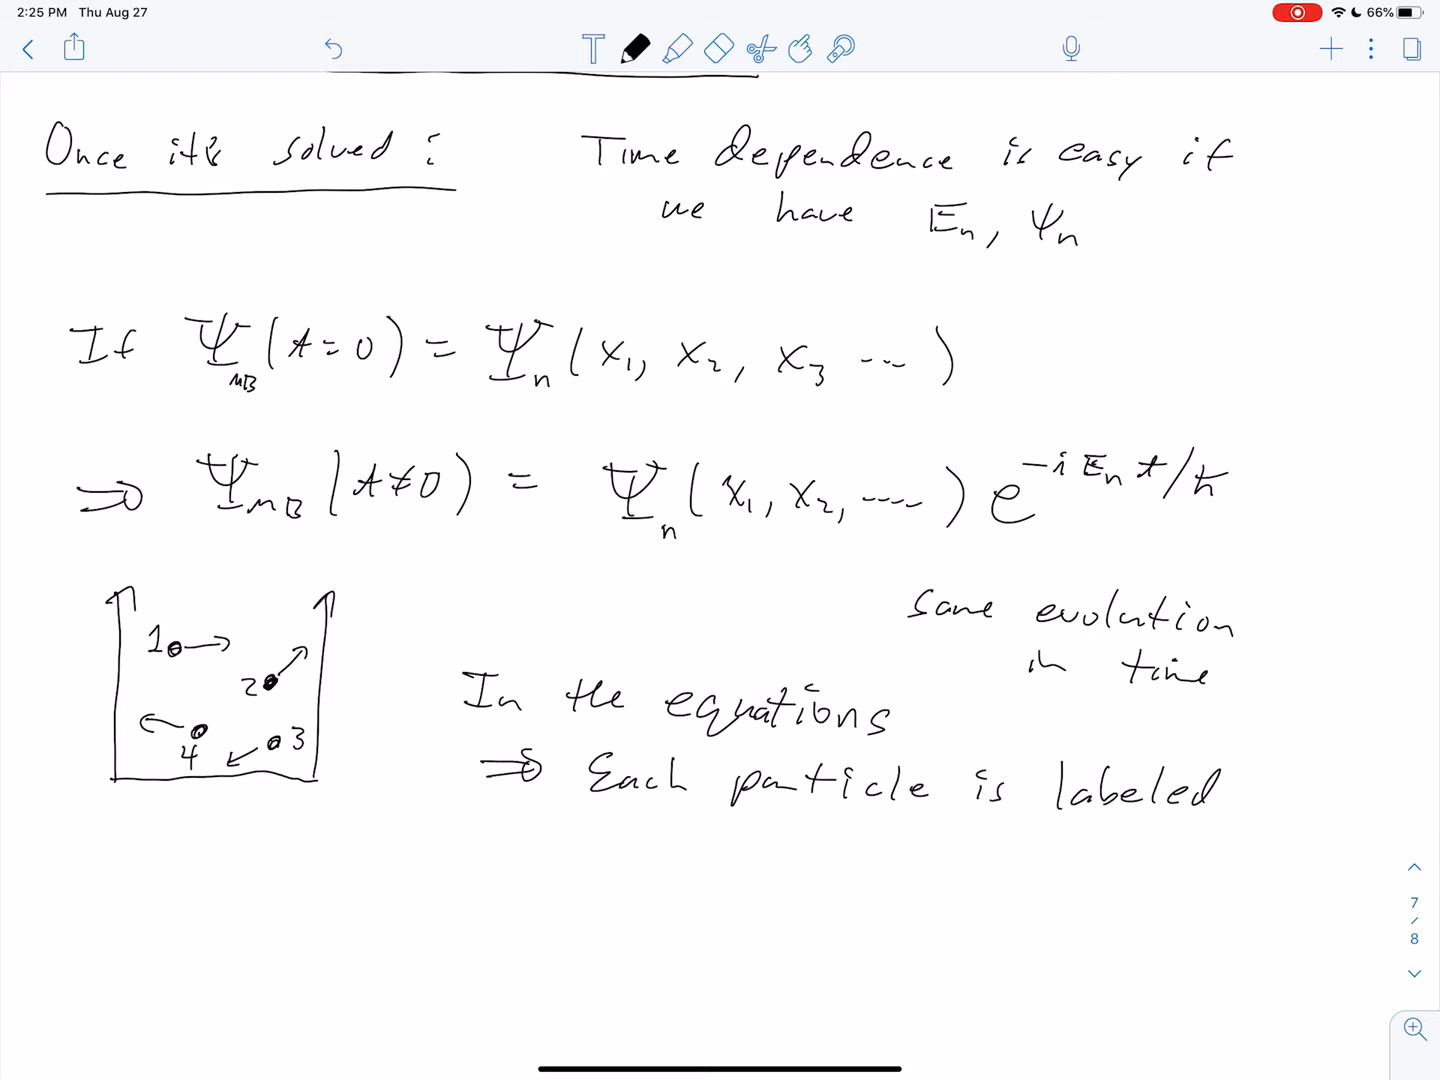 2:25 PM Thu Aug 27
66%
Once it's solved : Time dependence is easy if
we have Eₙ, Ψₙ
If Ψ_MB (t=0) = Ψₙ (x₁, x₂, x₃ ...)
⇒ Ψ_MB (t≠0) = Ψₙ (x₁, x₂, ....) e^{-iEₙt/ħ}
same evolution
in time
1
2
4
3
In the equations
⇒ Each particle is labeled
7
/
8